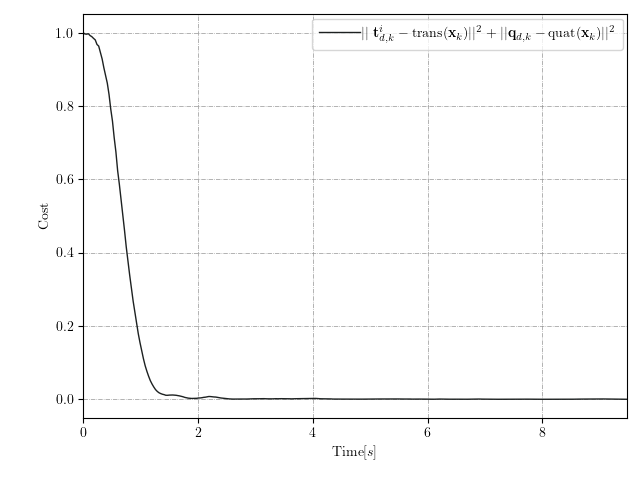 || t^i_{d,k} − trans(x_k)||^2 + ||q_{d,k} − quat(x_k)||^2
1.0
0.8
0.6
0.4
0.2
0.0
Cost
0 2 4 6 8
Time[s]